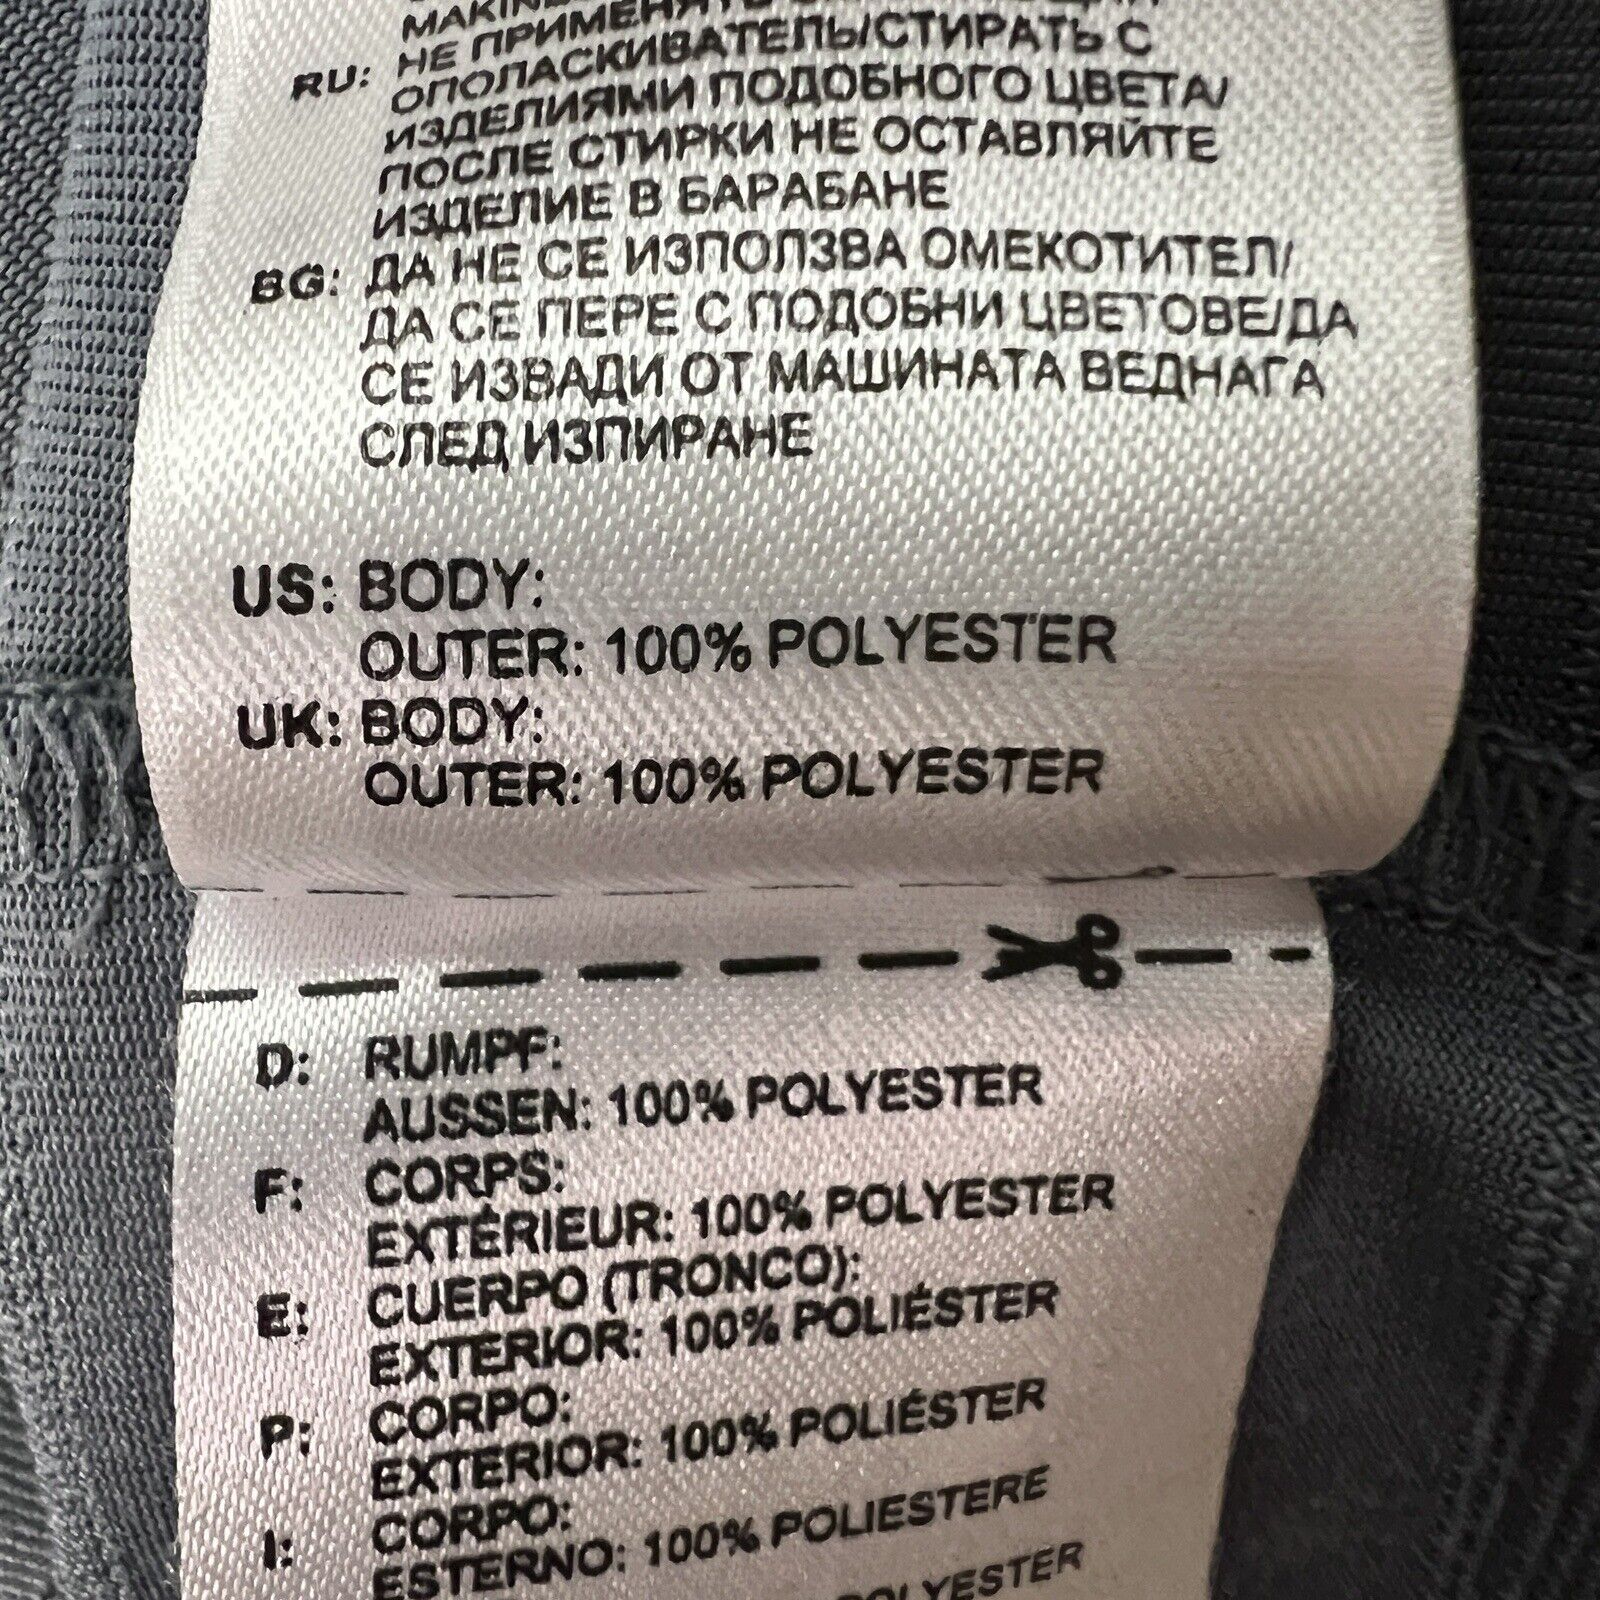 RU: НЕ ПРИМЕНЯТЬ
ОПОЛАСКИВАТЕЛЬ/СТИРАТЬ С
ИЗДЕЛИЯМИ ПОДОБНОГО ЦВЕТА/
ПОСЛЕ СТИРКИ НЕ ОСТАВЛЯЙТЕ
ИЗДЕЛИЕ В БАРАБАНЕ
BG: ДА НЕ СЕ ИЗПОЛЗВА ОМЕКОТИТЕЛ/
ДА СЕ ПЕРЕ С ПОДОБНИ ЦВЕТОВЕ/ДА
СЕ ИЗВАДИ ОТ МАШИНАТА ВЕДНАГА
СЛЕД ИЗПИРАНЕ
US: BODY:
OUTER: 100% POLYESTER
UK: BODY:
OUTER: 100% POLYESTER
D: RUMPF:
AUSSEN: 100% POLYESTER
F: CORPS:
EXTÉRIEUR: 100% POLYESTER
E: CUERPO (TRONCO):
EXTERIOR: 100% POLIÉSTER
P: CORPO:
EXTERIOR: 100% POLIÉSTER
I: CORPO:
ESTERNO: 100% POLIESTERE
POLYESTER